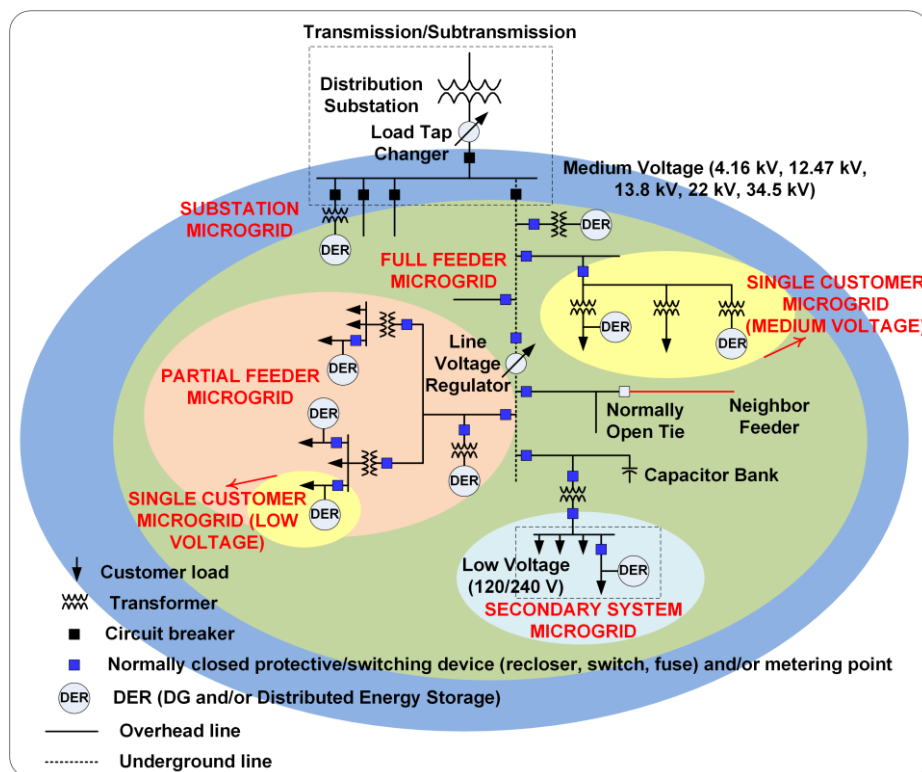 Transmission/Subtransmission
Distribution
Substation
Load Tap
Changer
Medium Voltage (4.16 kV, 12.47 kV,
13.8 kV, 22 kV, 34.5 kV)
SUBSTATION
MICROGRID
DER
DER
FULL FEEDER
MICROGRID
SINGLE CUSTOMER
MICROGRID
(MEDIUM VOLTAGE)
DER
DER
Line
Voltage
Regulator
DER
PARTIAL FEEDER
MICROGRID
DER
Normally
Open Tie
Neighbor
Feeder
DER
Capacitor Bank
SINGLE CUSTOMER
MICROGRID (LOW
VOLTAGE)
DER
Low Voltage
(120/240 V)
DER
SECONDARY SYSTEM
MICROGRID
Customer load
Transformer
Circuit breaker
Normally closed protective/switching device (recloser, switch, fuse) and/or metering point
DER
DER (DG and/or Distributed Energy Storage)
Overhead line
Underground line